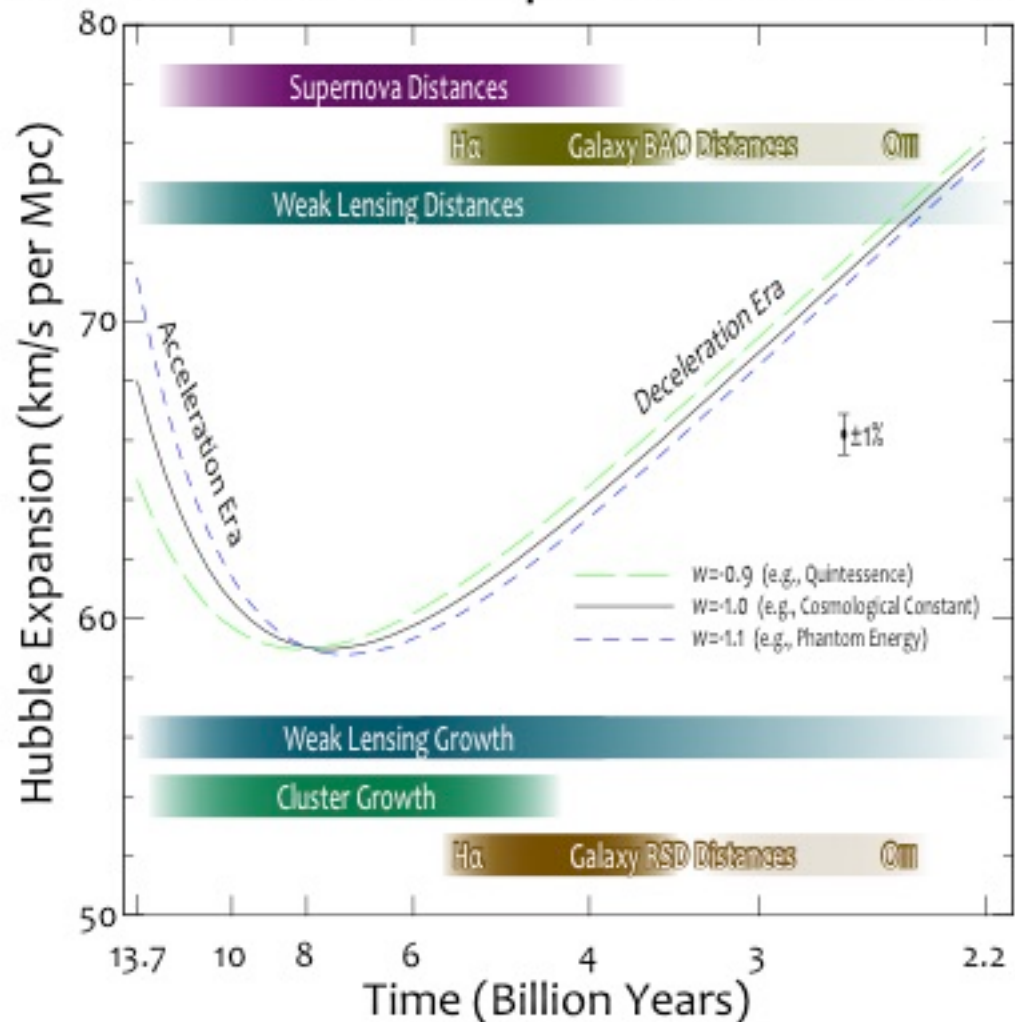 80
Supernova Distances
Hα Galaxy BAO Distances OIII
Weak Lensing Distances
70
Acceleration Era
Deceleration Era
±1%
w=-0.9 (e.g., Quintessence)
60
w=-1.0 (e.g., Cosmological Constant)
w=-1.1 (e.g., Phantom Energy)
Weak Lensing Growth
Cluster Growth
Hα Galaxy RSD Distances OIII
50
13.7 10 8 6 4 3 2.2
Time (Billion Years)
Hubble Expansion (km/s per Mpc)